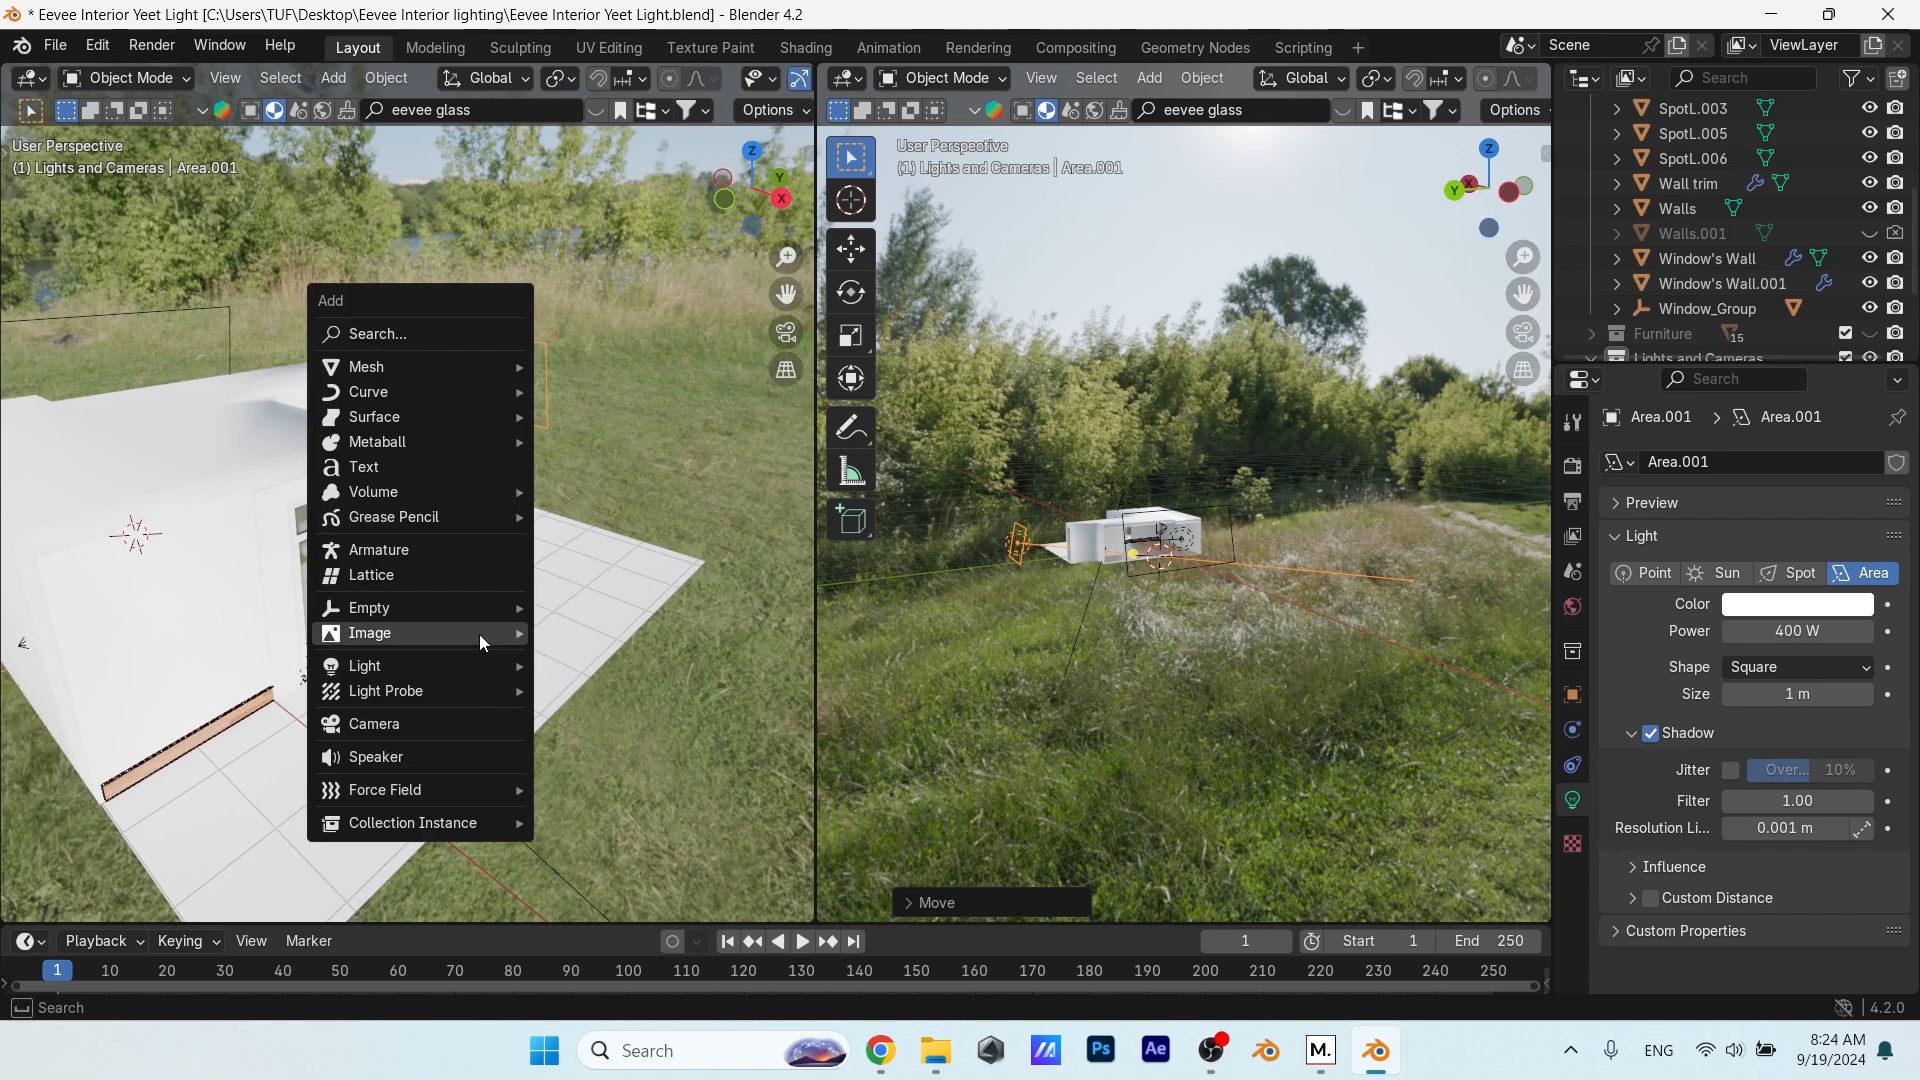 * Eevee Interior Yeet Light [C:\Users\TUF\Desktop\Eevee Interior lighting\Eevee Interior Yeet Light.blend] - Blender 4.2
File Edit Render Window Help Layout Modeling Sculpting UV Editing Texture Paint Shading Animation Rendering Compositing Geometry Nodes Scripting + Scene ViewLayer
Object Mode View Select Add Object Global
Object Mode View Select Add Object Global
Search
eevee glass Options
eevee glass Options
User Perspective
(1) Lights and Cameras | Area.001
User Perspective
(1) Lights and Cameras | Area.001
Z
Y
X
Z
Y
X
Add
Search...
Mesh
Curve
Surface
Metaball
Text
Volume
Grease Pencil
Armature
Lattice
Empty
Image
Light
Light Probe
Camera
Speaker
Force Field
Collection Instance
Move
SpotL.003
SpotL.005
SpotL.006
Wall trim
Walls
Walls.001
Window's Wall
Window's Wall.001
Window_Group
Furniture 15
Lights and Cameras
Search
Area.001 > Area.001
Area.001
Preview
Light
Point Sun Spot Area
Color
Power 400 W
Shape Square
Size 1 m
Shadow
Jitter Over... 10%
Filter 1.00
Resolution Li... 0.001 m
Influence
Custom Distance
Custom Properties
Playback Keying View Marker 1 Start 1 End 250
1 10 20 30 40 50 60 70 80 90 100 110 120 130 140 150 160 170 180 190 200 210 220 230 240 250
Search 4.2.0
Search Ps Ae M. ENG 8:24 AM
9/19/2024